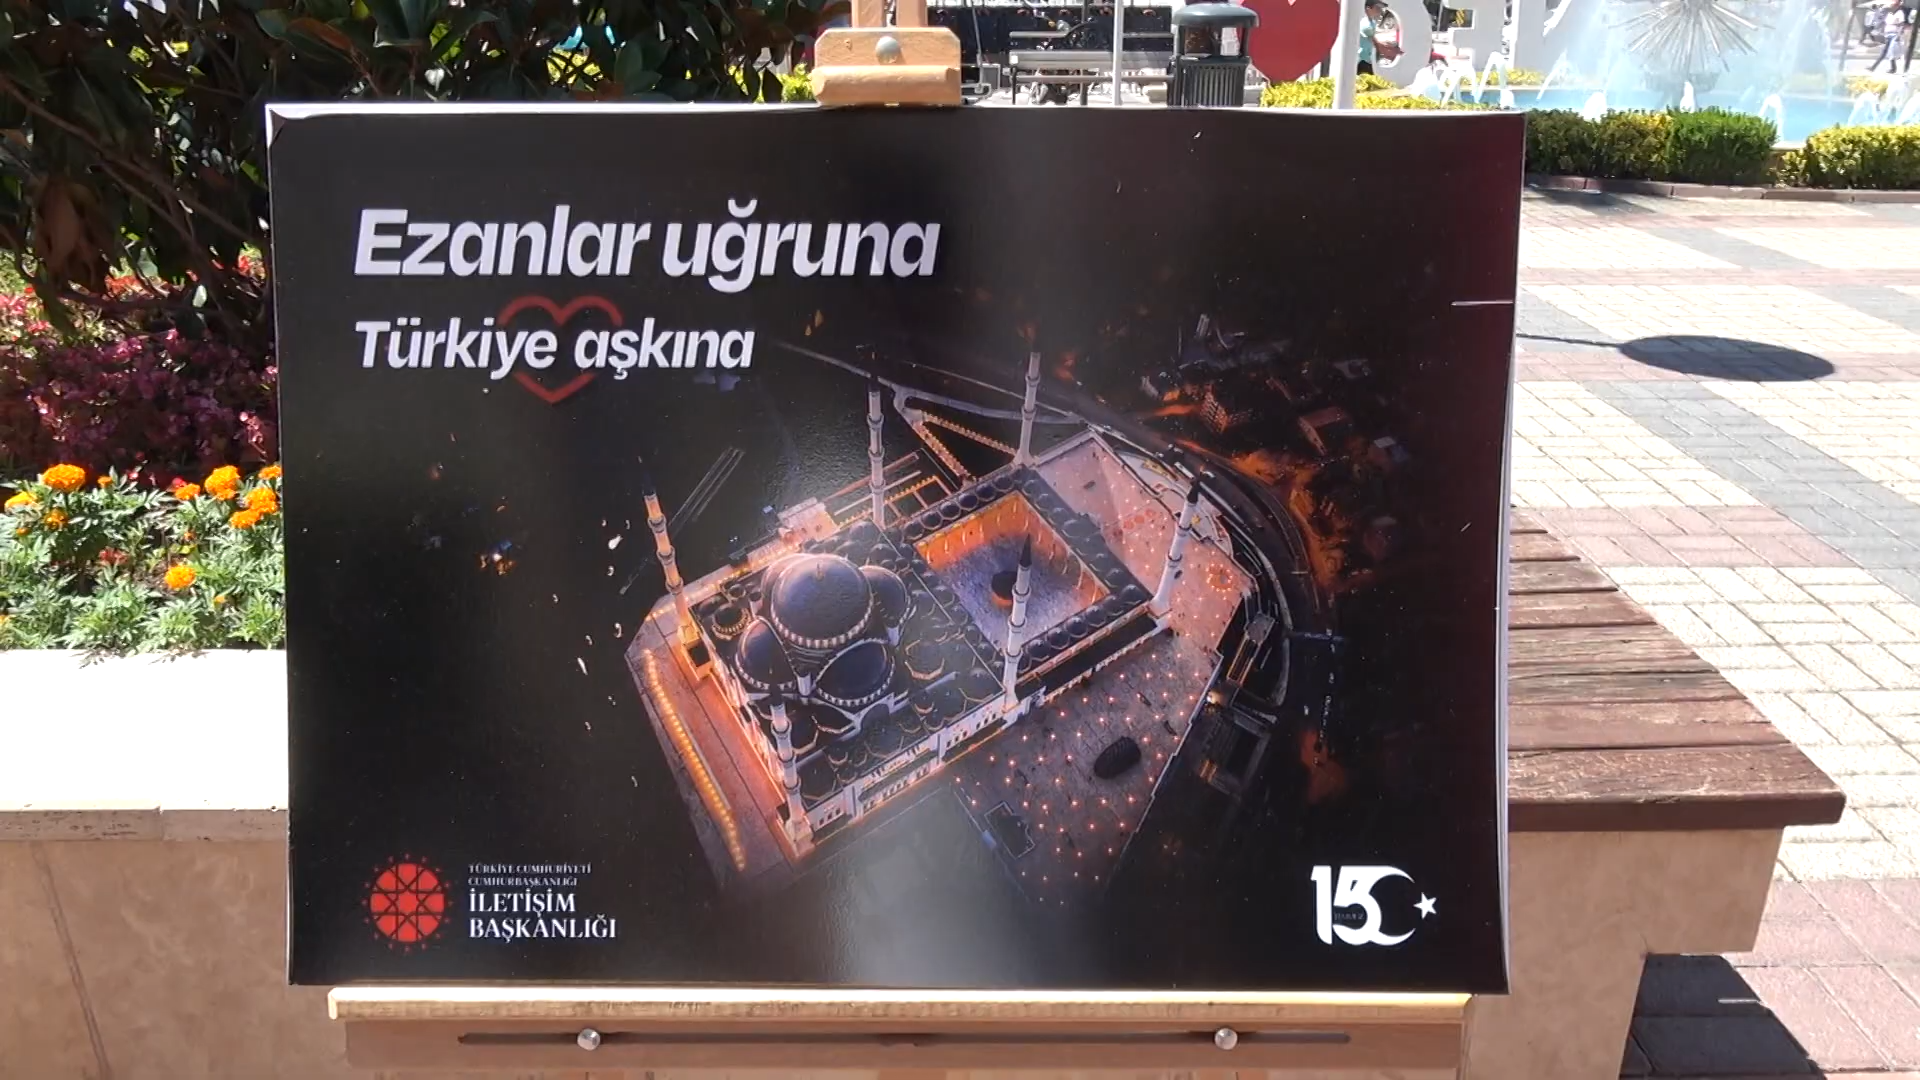 Ezanlar uğruna
Türkiye aşkına
TÜRKİYE CUMHURİYETİ
CUMHURBAŞKANLIĞI
İLETİŞİM
BAŞKANLIĞI
15